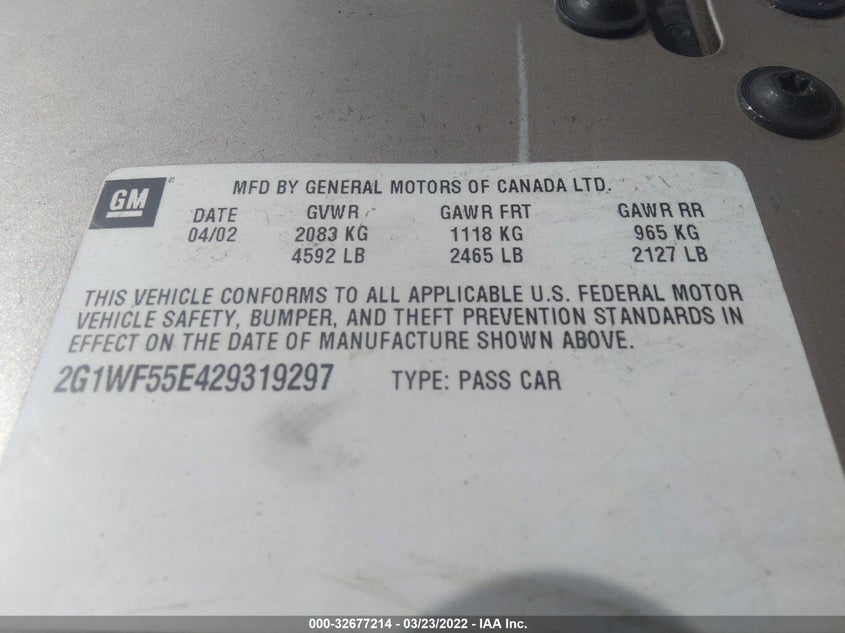 GM
MFD BY GENERAL MOTORS OF CANADA LTD.
DATE GVWR GAWR FRT GAWR RR
04/02 2083 KG 1118 KG 965 KG
4592 LB 2465 LB 2127 LB
THIS VEHICLE CONFORMS TO ALL APPLICABLE U.S. FEDERAL MOTOR
VEHICLE SAFETY, BUMPER, AND THEFT PREVENTION STANDARDS IN
EFFECT ON THE DATE OF MANUFACTURE SHOWN ABOVE.
2G1WF55E429319297 TYPE: PASS CAR
000-32677214 - 03/23/2022 - IAA Inc.